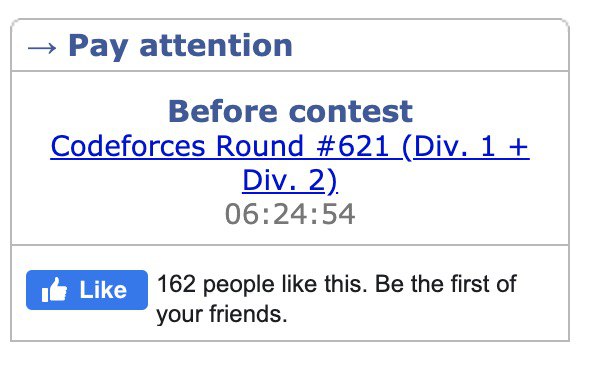 → Pay attention
Before contest
Codeforces Round #621 (Div. 1 +
Div. 2)
06:24:54
Like
162 people like this. Be the first of
your friends.